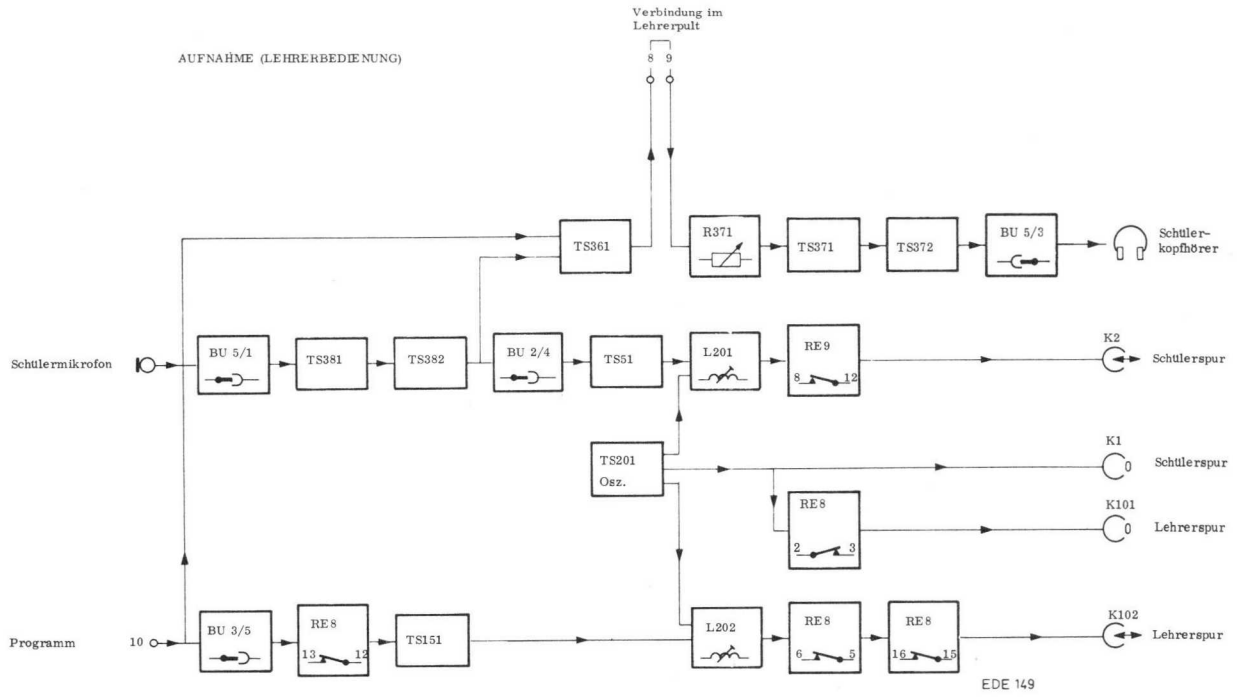 Verbindung im
Lehrerpult
AUFNAHME (LEHRERBEDIENUNG)
8 9
TS361
R371
TS371
TS372
BU 5/3
Schüler-
kopfhörer
Schülermikrofon
BU 5/1
TS381
TS382
BU 2/4
TS51
L201
RE9
8 12
K2
Schülerspur
TS201
Osz.
K1
Schülerspur
RE8
2 3
K101
Lehrerspur
Programm
10
BU 3/5
RE8
13 12
TS151
L202
RE8
6 5
RE8
16 15
K102
Lehrerspur
EDE 149